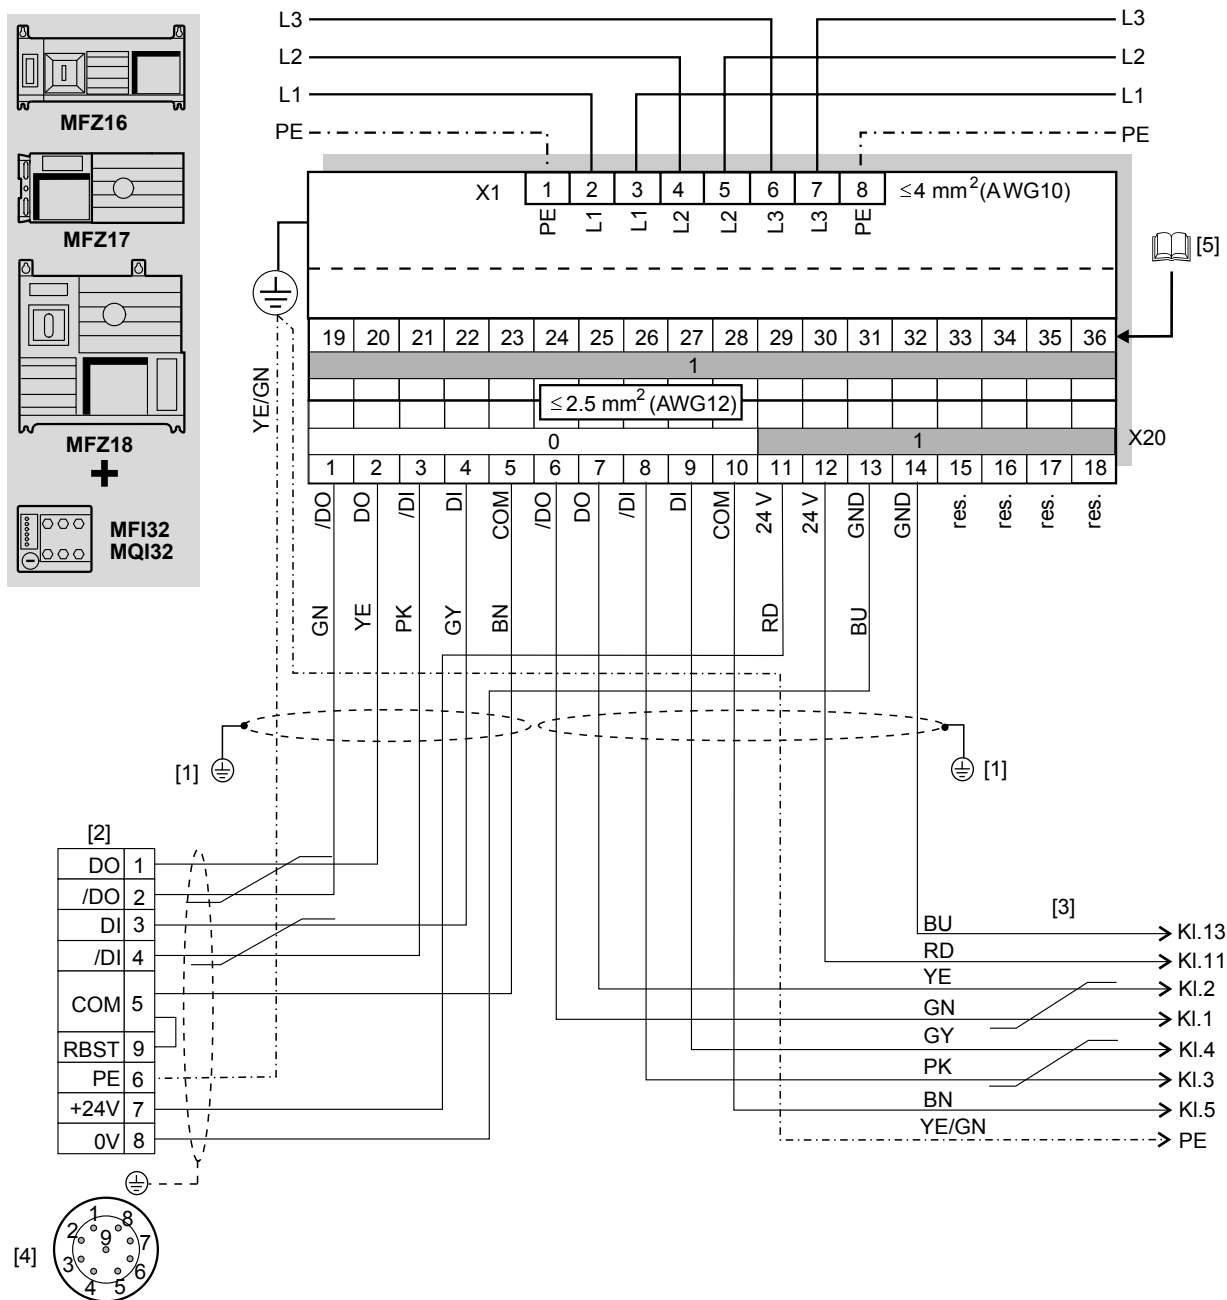 MFZ16
MFZ17
MFZ18
MFI32
MQI32
L3 L3
L2 L2
L1 L1
PE PE
X1 1 2 3 4 5 6 7 8 ≤4 mm²(AWG10)
PE L1 L1 L2 L2 L3 L3 PE
[5]
19 20 21 22 23 24 25 26 27 28 29 30 31 32 33 34 35 36
1
≤2.5 mm² (AWG12)
0 1 X20
1 2 3 4 5 6 7 8 9 10 11 12 13 14 15 16 17 18
/DO DO /DI DI COM /DO DO /DI DI COM 24 V 24 V GND GND res. res. res. res.
YE/GN
GN YE PK GY BN RD BU
[1] [1]
[2]
DO 1
/DO 2
DI 3
/DI 4
COM 5
RBST 9
PE 6
+24V 7
0V 8
[3]
BU Kl.13
RD Kl.11
YE Kl.2
GN Kl.1
GY Kl.4
PK Kl.3
BN Kl.5
YE/GN PE
[4]
1 8
2 9 7
3 6
4 5